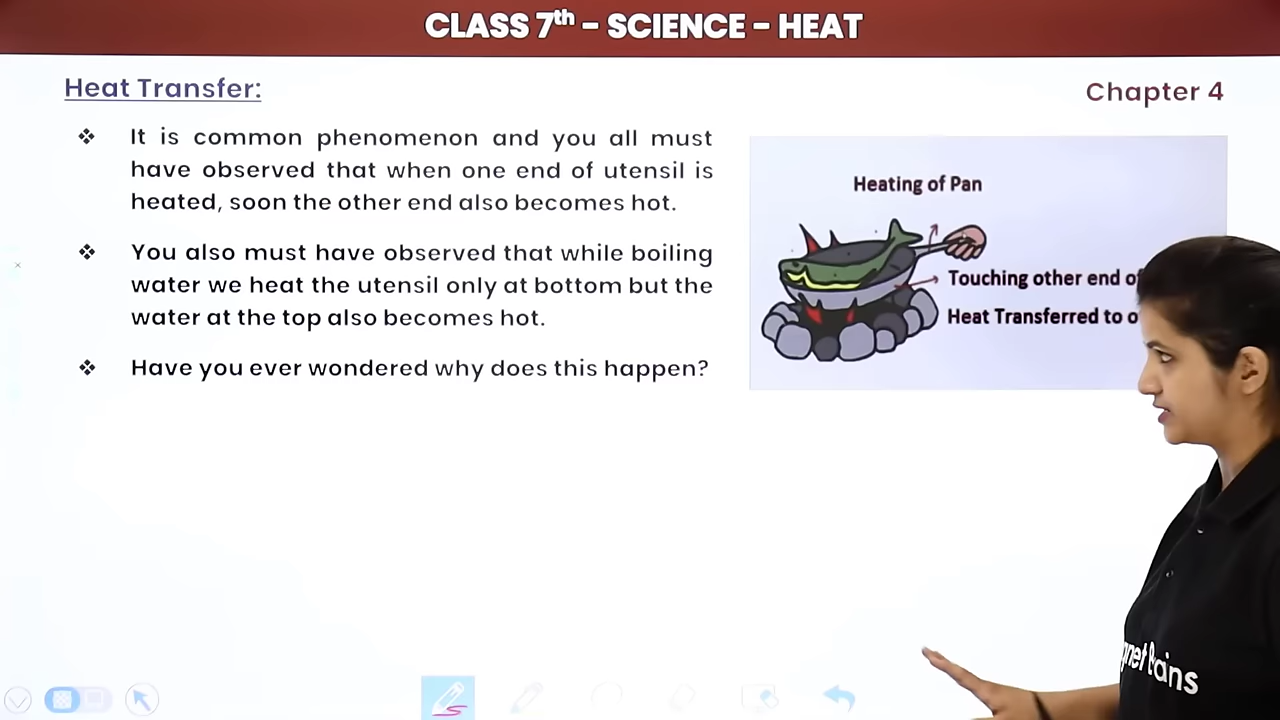 CLASS 7th - SCIENCE - HEAT
Heat Transfer:
Chapter 4
It is common phenomenon and you all must
have observed that when one end of utensil is
heated, soon the other end also becomes hot.
You also must have observed that while boiling
water we heat the utensil only at bottom but the
water at the top also becomes hot.
Have you ever wondered why does this happen?
Heating of Pan
Touching other end of
Heat Transferred to o